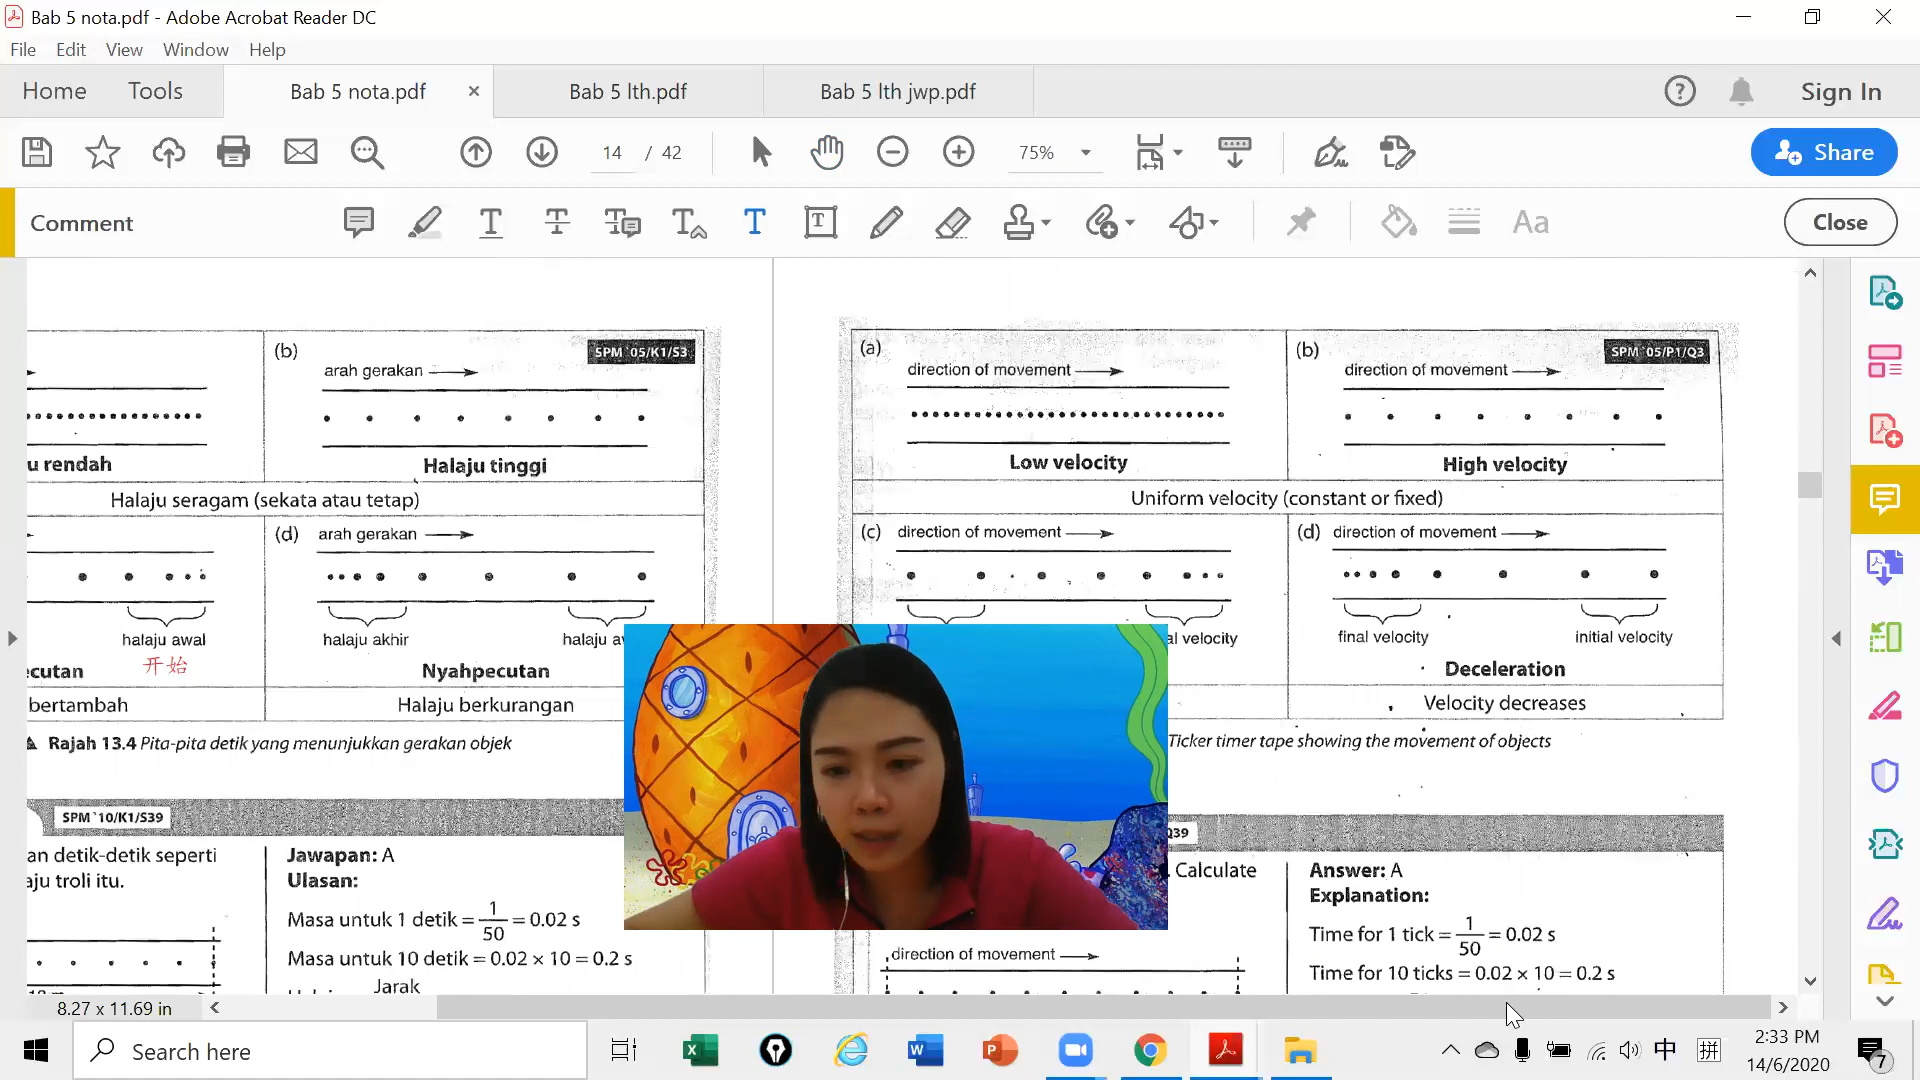 Bab 5 nota.pdf - Adobe Acrobat Reader DC
File Edit View Window Help
Home Tools Bab 5 nota.pdf × Bab 5 lth.pdf Bab 5 lth jwp.pdf Sign In
14 / 42 75% Share
Comment Close
(b) SPM `05/K1/S3
arah gerakan
u rendah Halaju tinggi
Halaju seragam (sekata atau tetap)
(d) arah gerakan
halaju awal halaju akhir halaju a
开始
ecutan Nyahpecutan
bertambah Halaju berkurangan
Rajah 13.4 Pita-pita detik yang menunjukkan gerakan objek
SPM `10/K1/S39
an detik-detik seperti
aju troli itu.
Jawapan: A
Ulasan:
Masa untuk 1 detik = 1/50 = 0.02 s
Masa untuk 10 detik = 0.02 × 10 = 0.2 s
Jarak
(a) direction of movement
(b) SPM `05/P1/Q3
direction of movement
Low velocity High velocity
Uniform velocity (constant or fixed)
(c) direction of movement (d) direction of movement
al velocity final velocity initial velocity
Deceleration
Velocity decreases
Ticker timer tape showing the movement of objects
Q39
. Calculate
direction of movement
Answer: A
Explanation:
Time for 1 tick = 1/50 = 0.02 s
Time for 10 ticks = 0.02 × 10 = 0.2 s
8.27 x 11.69 in
Search here
中 拼 2:33 PM
14/6/2020
7